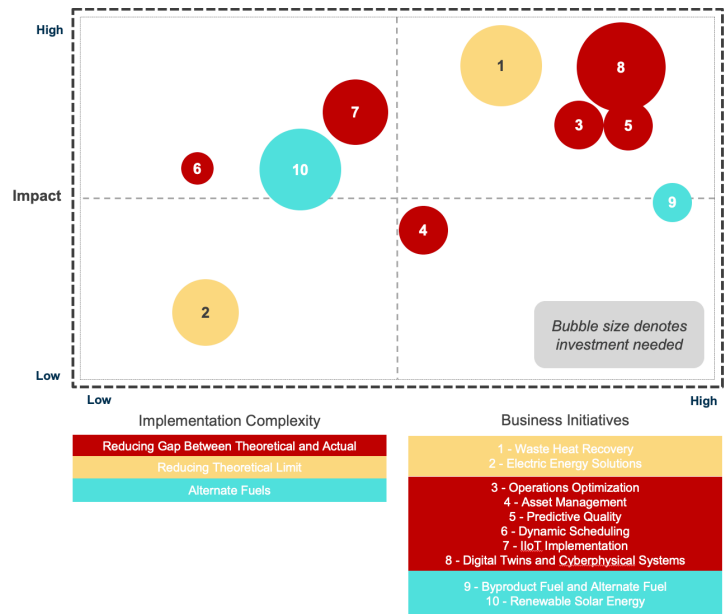 High
1
8
7
3
5
6
10
Impact
9
4
2
Bubble size denotes
investment needed
Low
Low
High
Implementation Complexity
Reducing Gap Between Theoretical and Actual
Reducing Theoretical Limit
Alternate Fuels
Business Initiatives
1 - Waste Heat Recovery
2 - Electric Energy Solutions
3 - Operations Optimization
4 - Asset Management
5 - Predictive Quality
6 - Dynamic Scheduling
7 - IIoT Implementation
8 - Digital Twins and Cyberphysical Systems
9 - Byproduct Fuel and Alternate Fuel
10 - Renewable Solar Energy